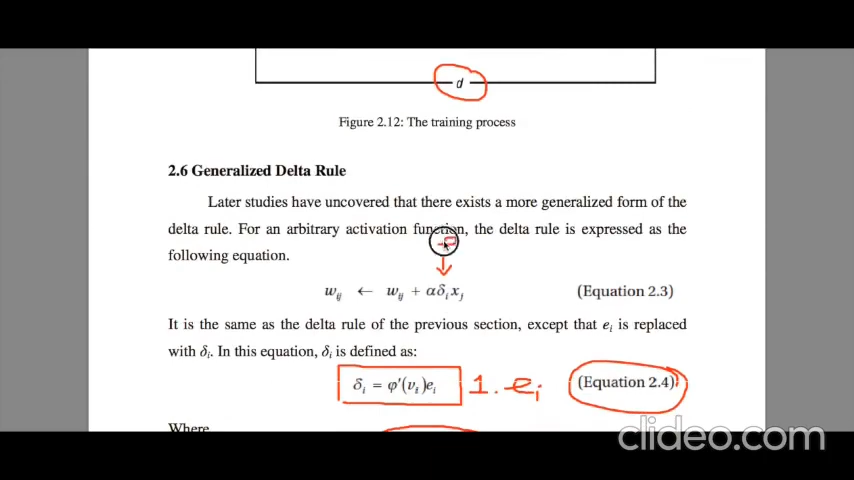 d
Figure 2.12: The training process
2.6 Generalized Delta Rule
Later studies have uncovered that there exists a more generalized form of the
delta rule. For an arbitrary activation function, the delta rule is expressed as the
following equation.
w_ij ← w_ij + αδ_i x_j (Equation 2.3)
It is the same as the delta rule of the previous section, except that e_i is replaced
with δ_i. In this equation, δ_i is defined as:
δ_i = φ'(v_i)e_i 1. e_i (Equation 2.4)
Where
clideo.com